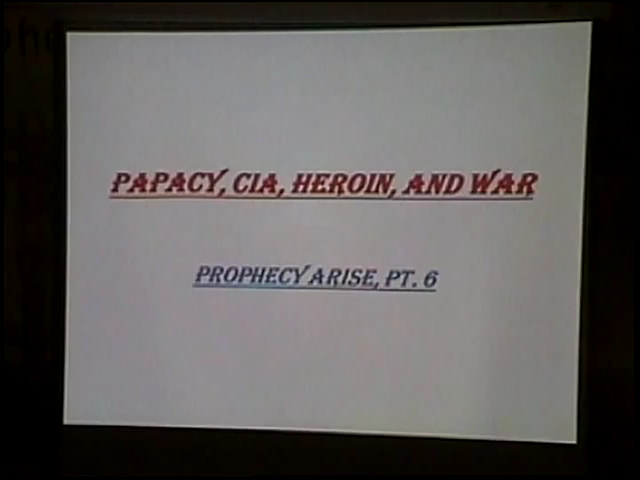 PAPACY, CIA, HEROIN, AND WAR
PROPHECY ARISE, PT. 6